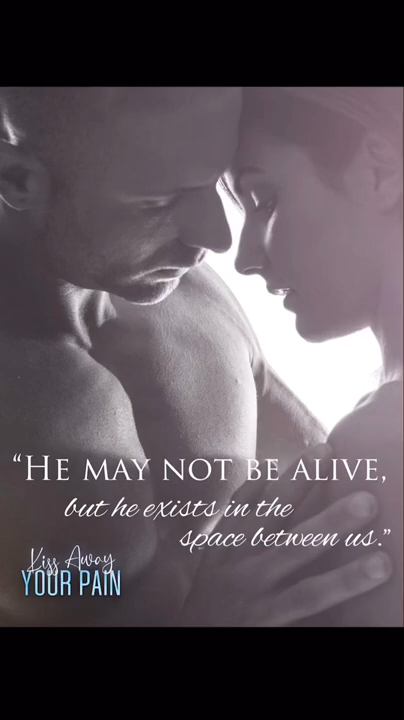 “HE MAY NOT BE ALIVE,
but he exists in the
space between us.”
Kiss Away
YOUR PAIN